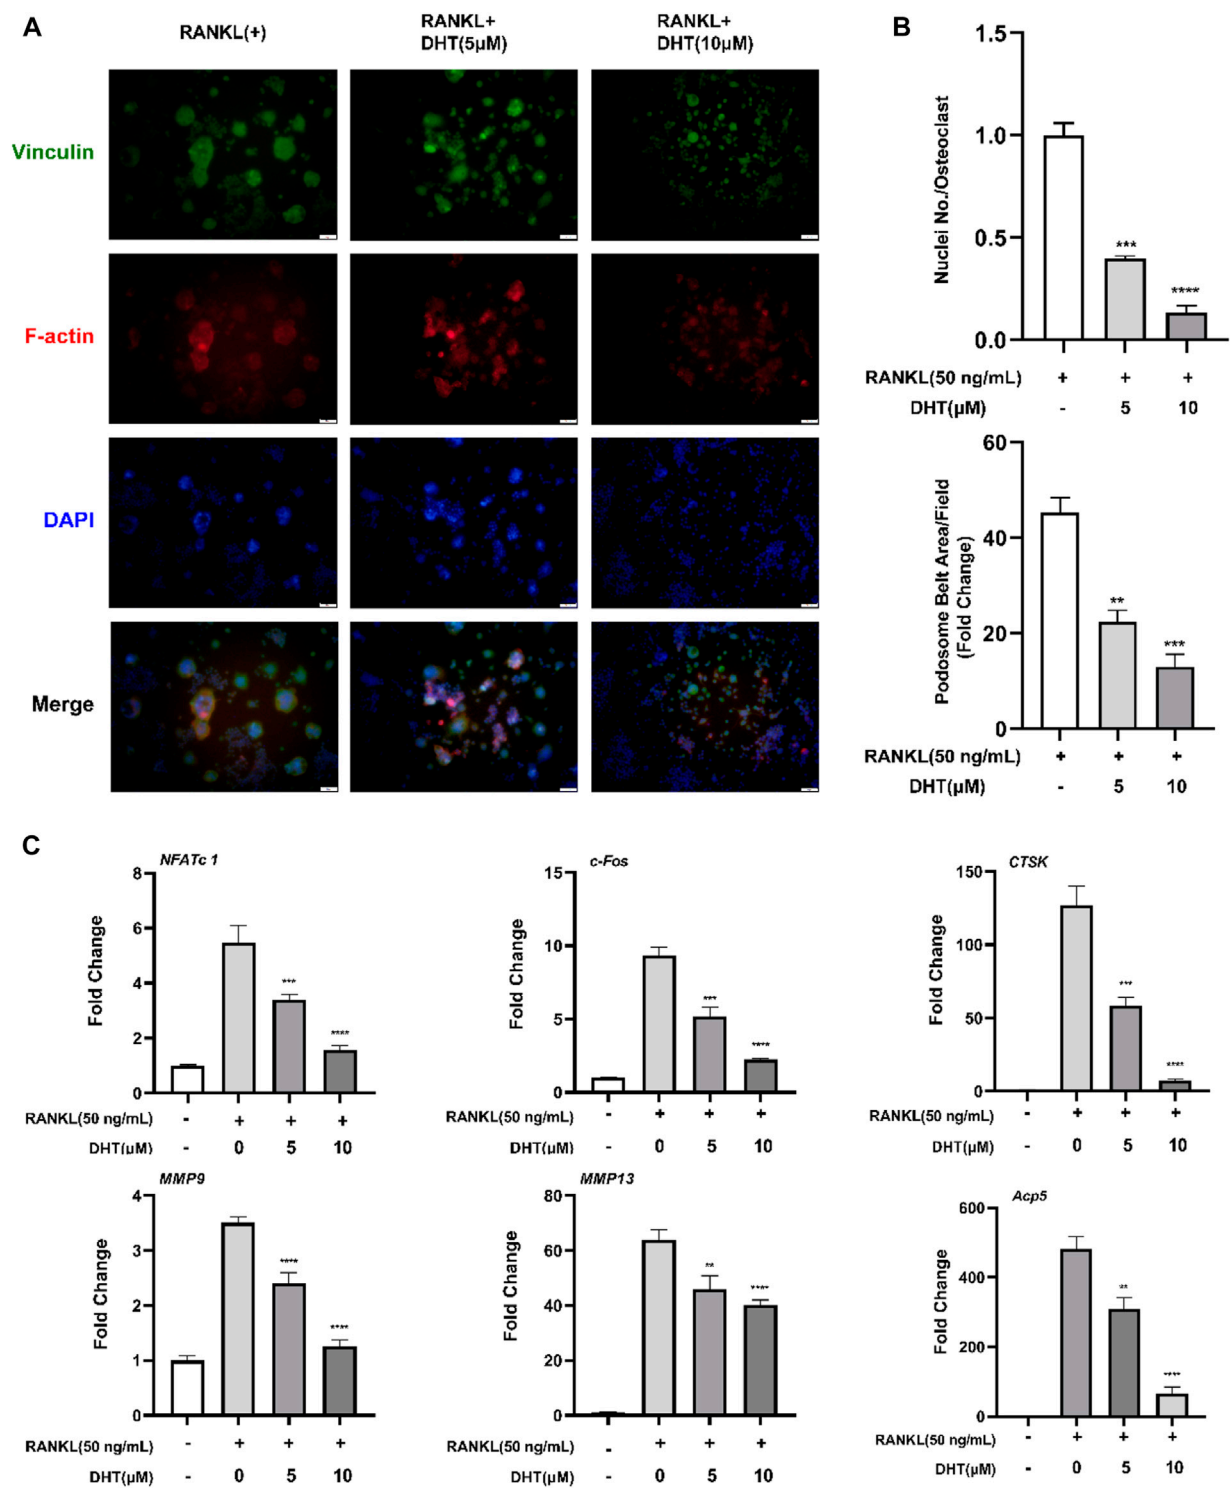 A
RANKL(+)
RANKL+
DHT(5μM)
RANKL+
DHT(10μM)
Vinculin
F-actin
DAPI
Merge
B
Nuclei No./Osteoclast
1.5
1.0
0.5
0.0
***
****
RANKL(50 ng/mL) + + +
DHT(μM) - 5 10
Podosome Belt Area/Field
(Fold Change)
60
40
20
0
**
***
RANKL(50 ng/mL) + + +
DHT(μM) - 5 10
C
NFATc 1
Fold Change
8
6
4
2
0
***
****
RANKL(50 ng/mL) - + + +
DHT(μM) - 0 5 10
c-Fos
Fold Change
15
10
5
0
***
****
RANKL(50 ng/mL) - + + +
DHT(μM) - 0 5 10
CTSK
Fold Change
150
100
50
0
***
****
RANKL(50 ng/mL) - + + +
DHT(μM) - 0 5 10
MMP9
Fold Change
4
3
2
1
0
****
****
RANKL(50 ng/mL) - + + +
DHT(μM) - 0 5 10
MMP13
Fold Change
80
60
40
20
0
**
****
RANKL(50 ng/mL) - + + +
DHT(μM) - 0 5 10
Acp5
Fold Change
600
400
200
0
**
****
RANKL(50 ng/mL) - + + +
DHT(μM) - 0 5 10